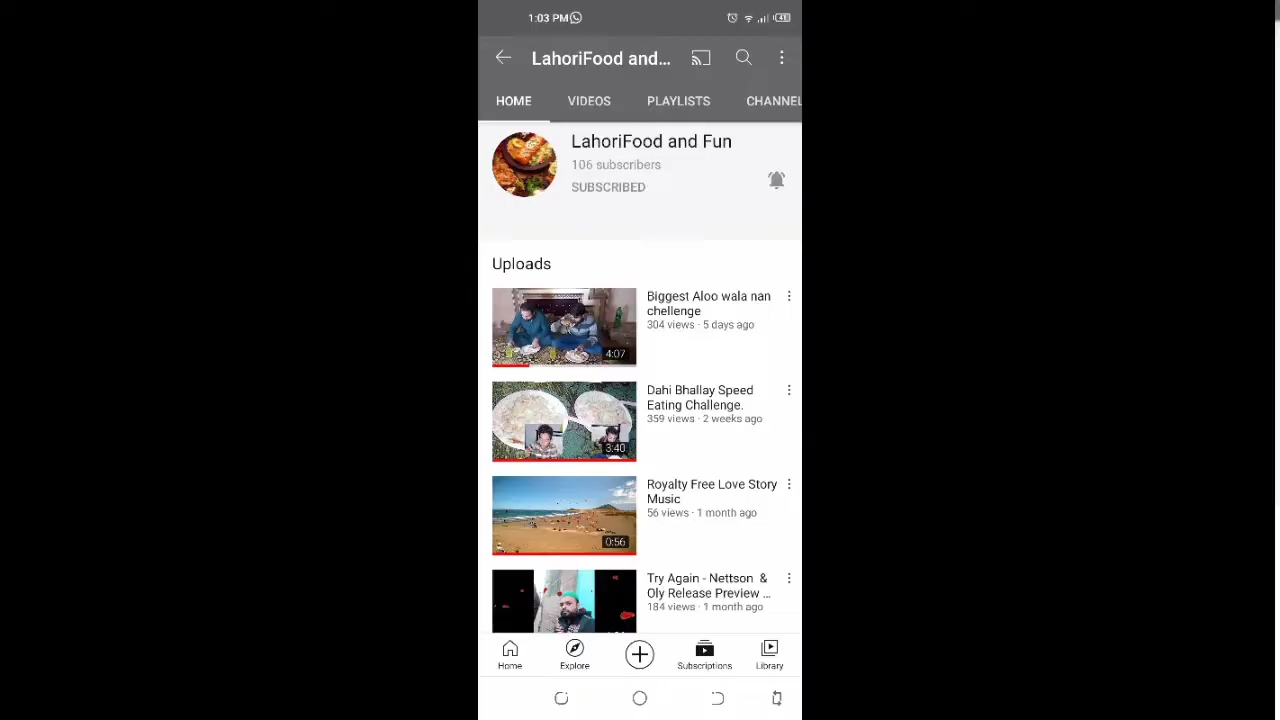 1:03 PM
41
LahoriFood and...
HOME VIDEOS PLAYLISTS CHANNEL
LahoriFood and Fun
106 subscribers
SUBSCRIBED
Uploads
Biggest Aloo wala nan
chellenge
304 views · 5 days ago
4:07
Dahi Bhallay Speed
Eating Challenge.
359 views · 2 weeks ago
3:40
Royalty Free Love Story
Music
56 views · 1 month ago
0:56
Try Again - Nettson & 
Oly Release Preview ...
184 views · 1 month ago
Home Explore Subscriptions Library